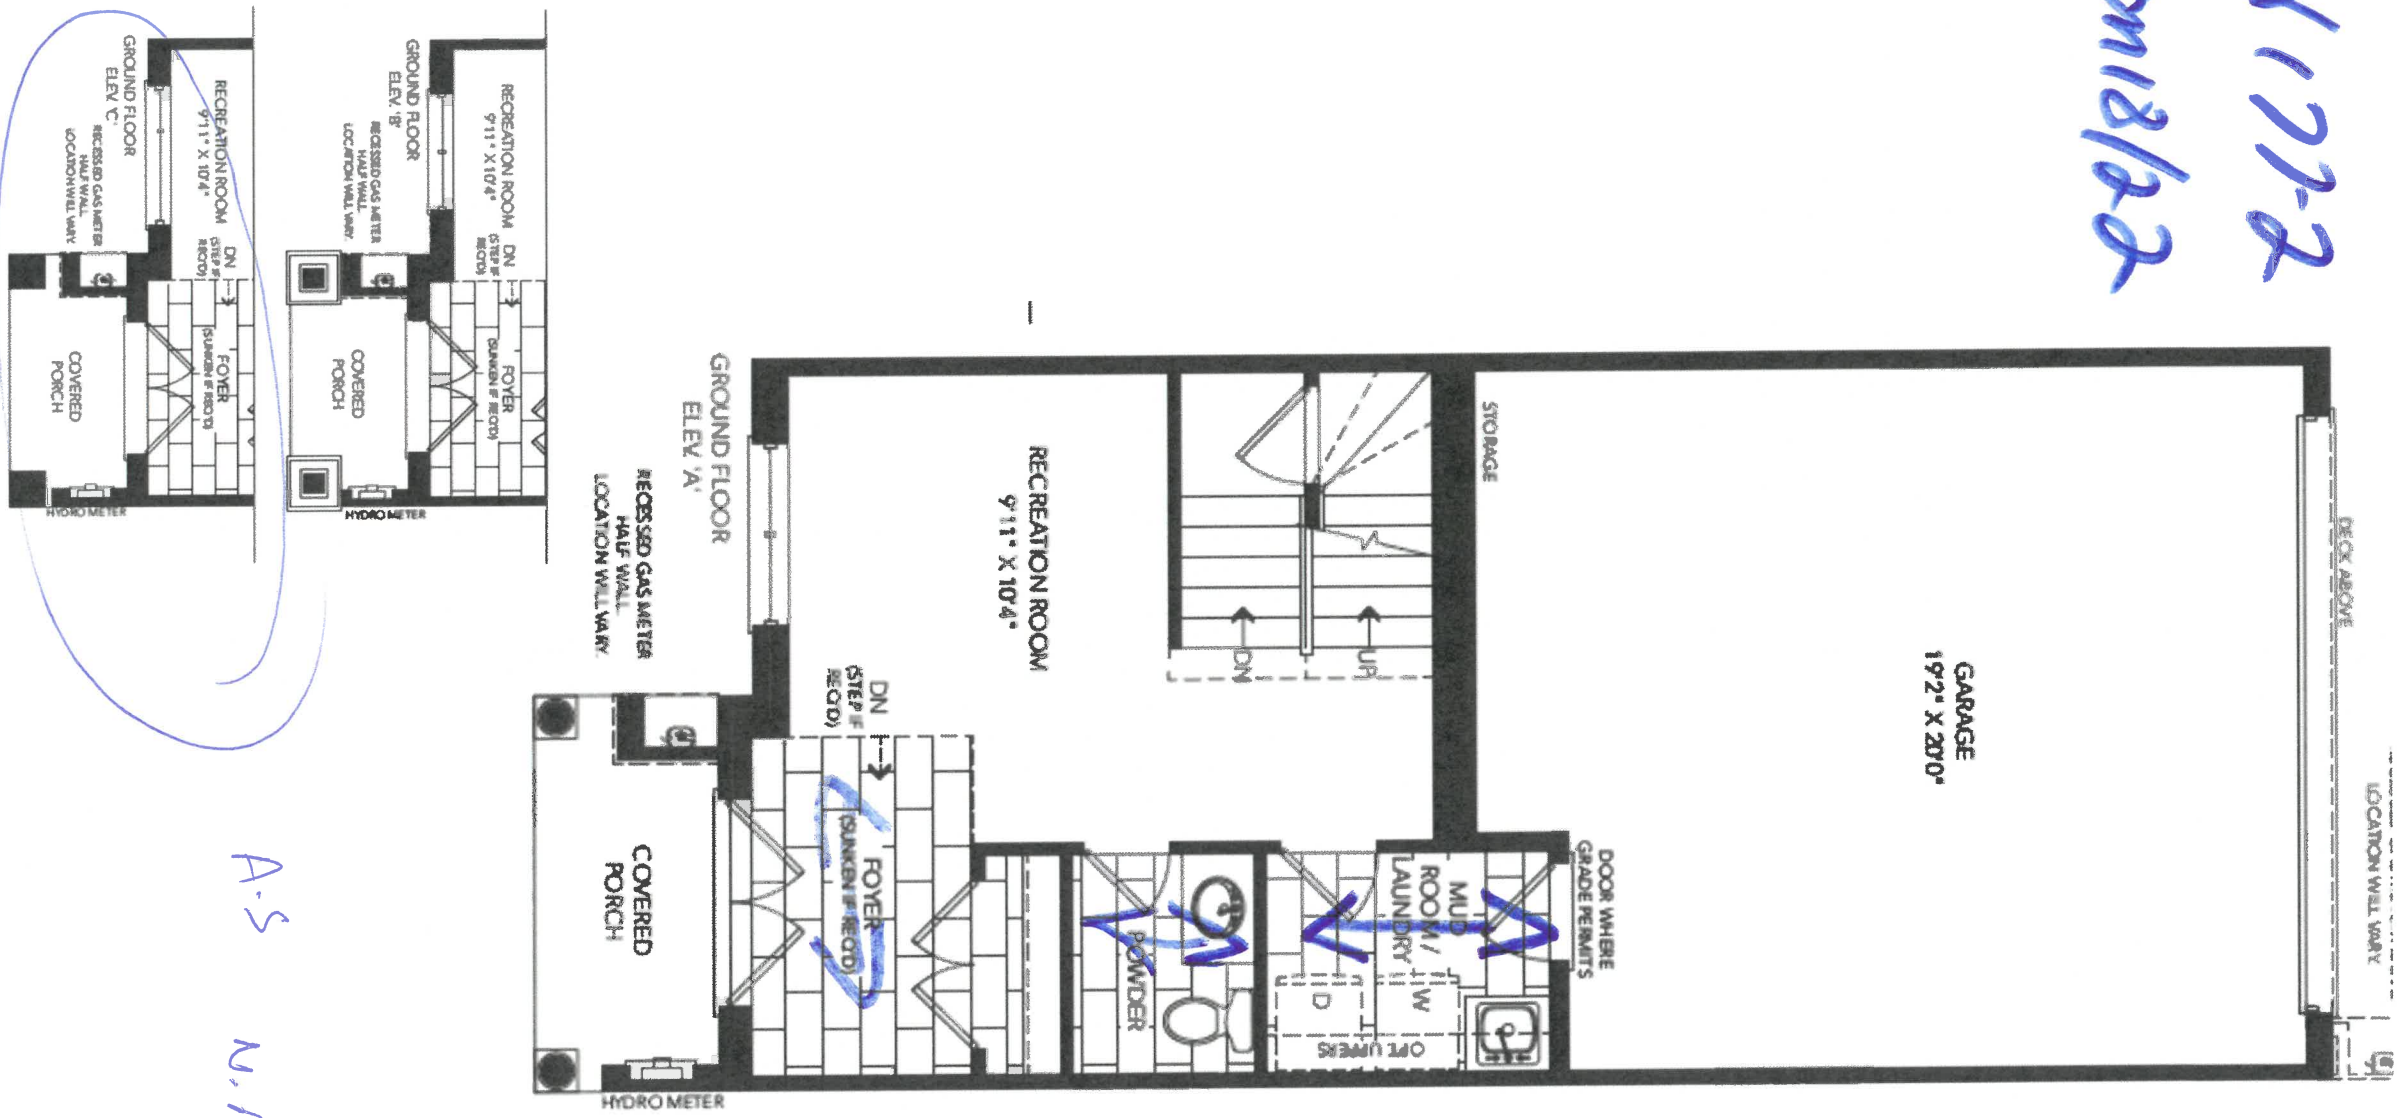 RECREATION ROOM
9'11" X 10'4"
DN
(STEP IF
REQ'D)
FOYER
(SUNKEN IF REQ'D)
GROUND FLOOR
ELEV. 'C'
RECESSED GAS METER
HALF WALL
LOCATION WILL VARY
COVERED
PORCH
HYDRO METER
RECREATION ROOM
9'11" X 10'4"
DN
(STEP IF
REQ'D)
FOYER
(SUNKEN IF REQ'D)
GROUND FLOOR
ELEV. 'B'
RECESSED GAS METER
HALF WALL
LOCATION WILL VARY
COVERED
PORCH
HYDRO METER
DECK ABOVE
LOCATION WILL VARY
GARAGE
19'2" X 20'0"
DOOR WHERE
GRADE PERMITS
STORAGE
MUD
ROOM /
LAUNDRY
W
D
OPT. UPPERS
UP
DN
POWDER
RECREATION ROOM
9'11" X 10'4"
DN
(STEP IF
REQ'D)
FOYER
(SUNKEN IF REQ'D)
GROUND FLOOR
ELEV. 'A'
RECESSED GAS METER
HALF WALL
LOCATION WILL VARY
COVERED
PORCH
HYDRO METER
A.S